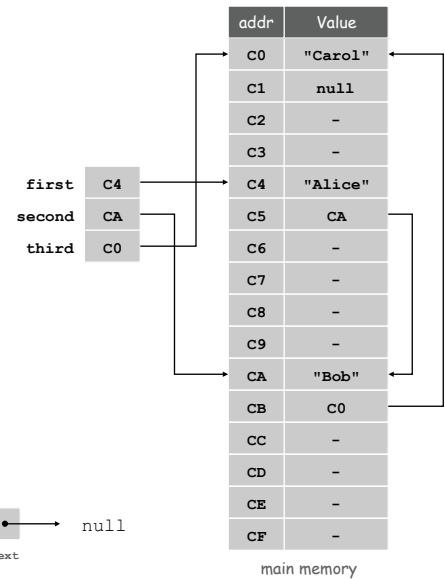 addr Value
C0 "Carol"
C1 null
C2 -
C3 -
first C4 C4 "Alice"
second CA C5 CA
third C0 C6 -
C7 -
C8 -
C9 -
CA "Bob"
CB C0
CC -
CD -
null CE -
CF -
main memory